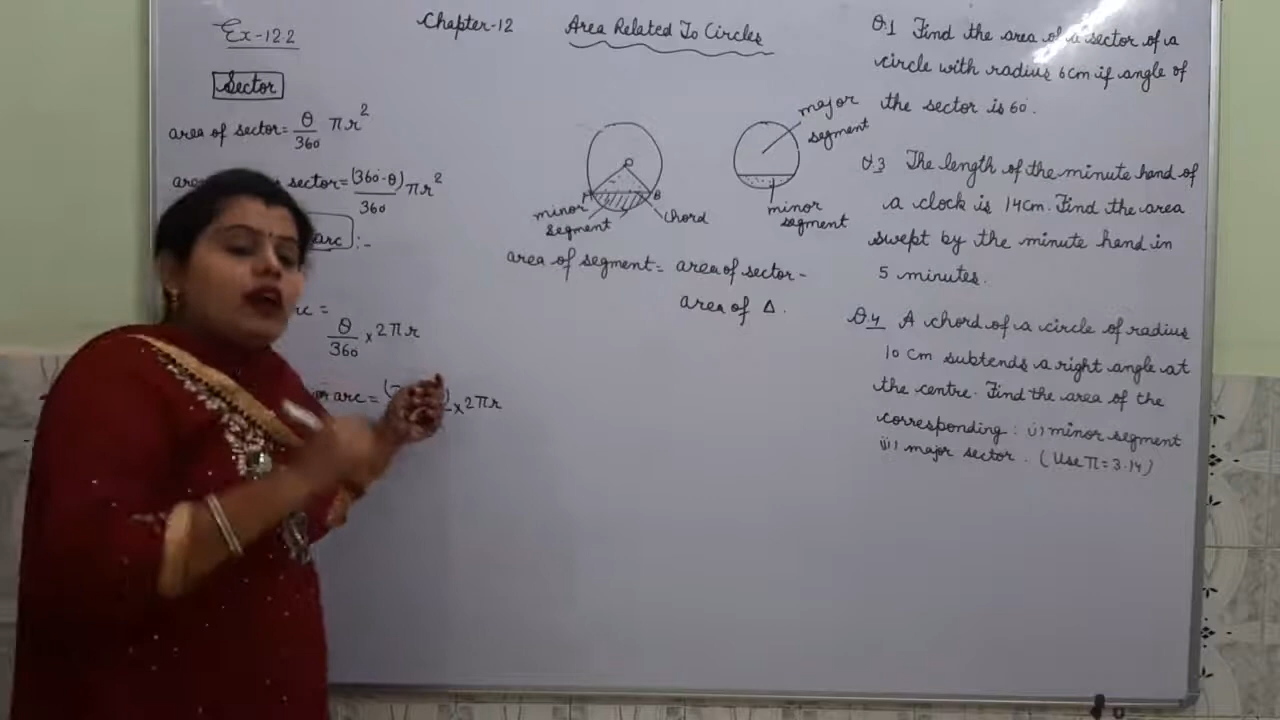 Ex-12.2
Chapter-12
Area Related To Circles
Sector
area of sector = θ/360 πr²
sector = (360-θ)/360 πr²
arc :-
θ/360 × 2πr
arc = × 2πr
O
A B
minor segment
chord
major segment
minor segment
area of segment = area of sector -
area of Δ.
Q.1 Find the area of a sector of a
circle with radius 6cm if angle of
the sector is 60°.
Q.3 The length of the minute hand of
a clock is 14cm. Find the area
swept by the minute hand in
5 minutes.
Q.4 A chord of a circle of radius
10 cm subtends a right angle at
the centre. Find the area of the
corresponding : i) minor segment
ii) major sector. (Use π = 3.14)